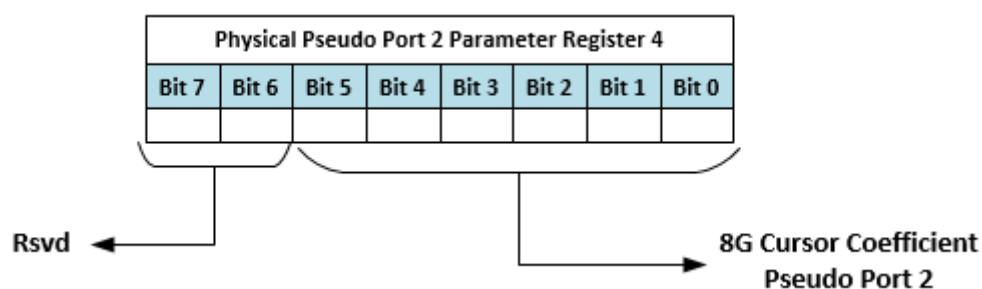 Physical Pseudo Port 2 Parameter Register 4
Bit 7 Bit 6 Bit 5 Bit 4 Bit 3 Bit 2 Bit 1 Bit 0
Rsvd
8G Cursor Coefficient
Pseudo Port 2